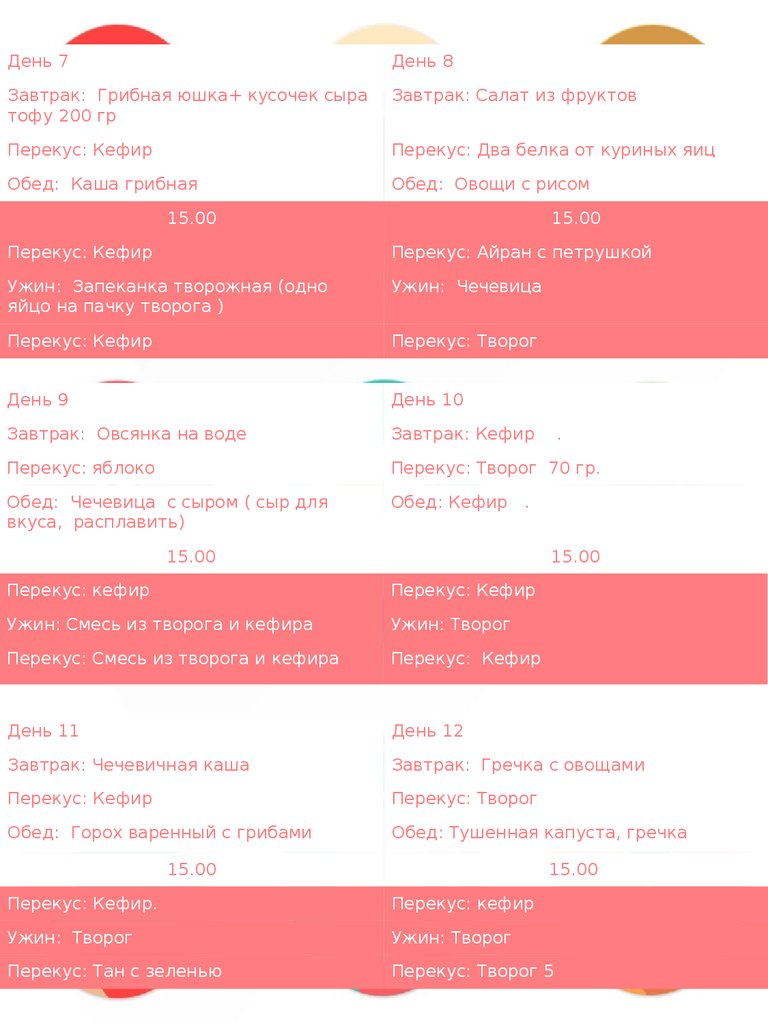 День 7
Завтрак:  Грибная юшка+ кусочек сыра
тофу 200 гр
Перекус: Кефир
Обед:  Каша грибная
15.00
Перекус: Кефир
Ужин:  Запеканка творожная (одно
яйцо на пачку творога )
Перекус: Кефир
День 8
Завтрак: Салат из фруктов
Перекус: Два белка от куриных яиц
Обед:  Овощи с рисом
15.00
Перекус: Айран с петрушкой
Ужин:  Чечевица
Перекус: Творог
День 9
Завтрак:  Овсянка на воде
Перекус: яблоко
Обед:  Чечевица  с сыром ( сыр для
вкуса,  расплавить)
15.00
Перекус: кефир
Ужин: Смесь из творога и кефира
Перекус: Смесь из творога и кефира
День 10
Завтрак: Кефир    .
Перекус: Творог  70 гр.
Обед: Кефир   .
15.00
Перекус: Кефир
Ужин: Творог
Перекус:  Кефир
День 11
Завтрак: Чечевичная каша
Перекус: Кефир
Обед:  Горох варенный с грибами
15.00
Перекус: Кефир.
Ужин:  Творог
Перекус: Тан с зеленью
День 12
Завтрак:  Гречка с овощами
Перекус: Творог
Обед: Тушенная капуста, гречка
15.00
Перекус: кефир
Ужин: Творог
Перекус: Творог 5